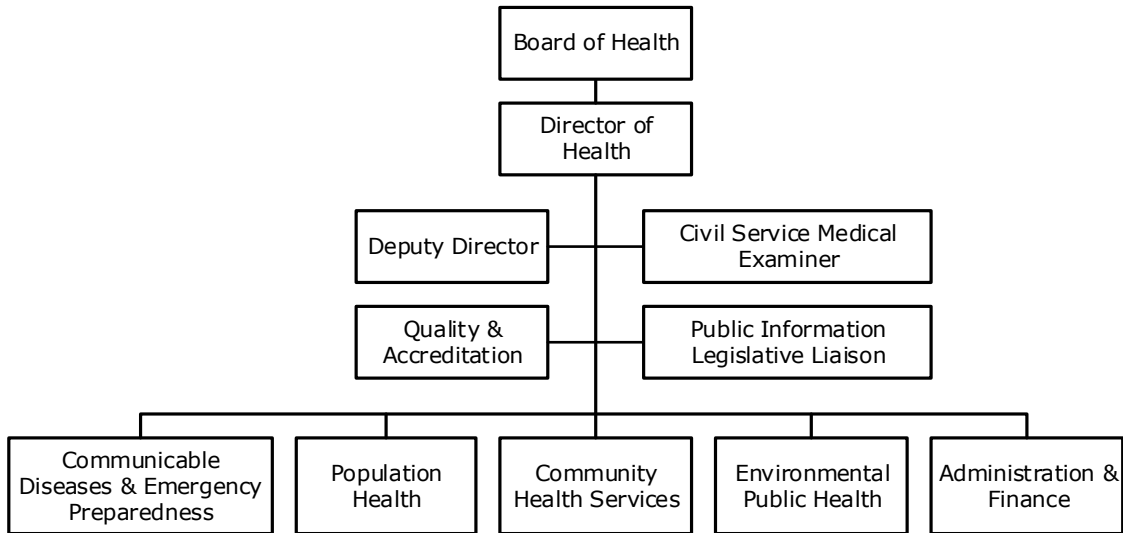 Board of Health
Director of
Health
Deputy Director
Civil Service Medical
Examiner
Quality &
Accreditation
Public Information
Legislative Liaison
Communicable
Diseases & Emergency
Preparedness
Population
Health
Community
Health Services
Environmental
Public Health
Administration &
Finance